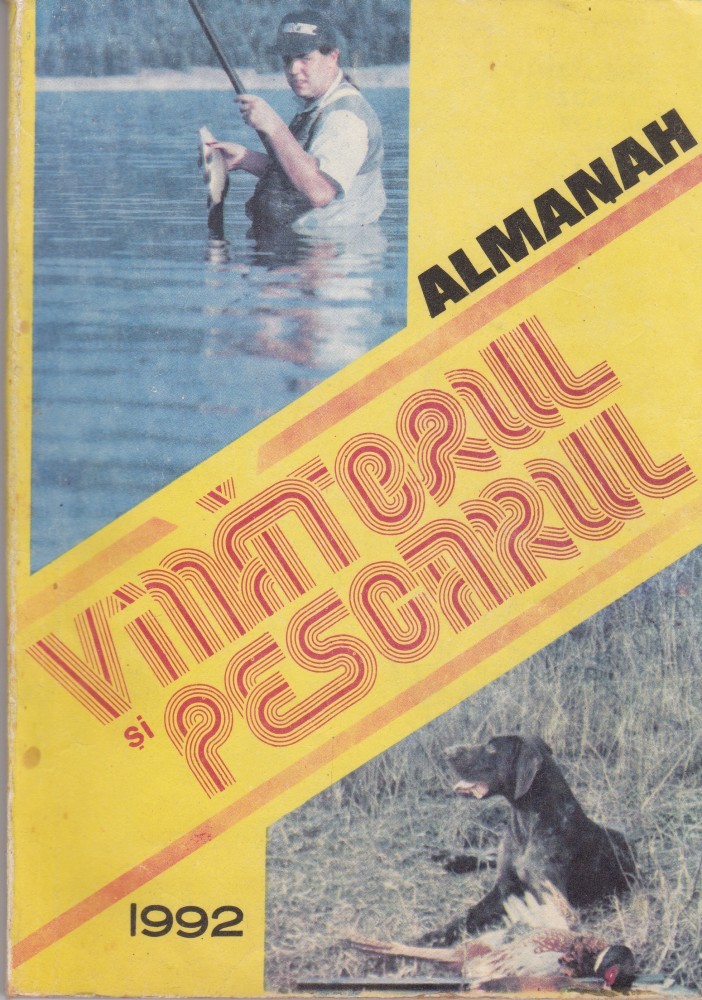 ALMANAH
VÎNĂTORUL
și PESCARUL
1992